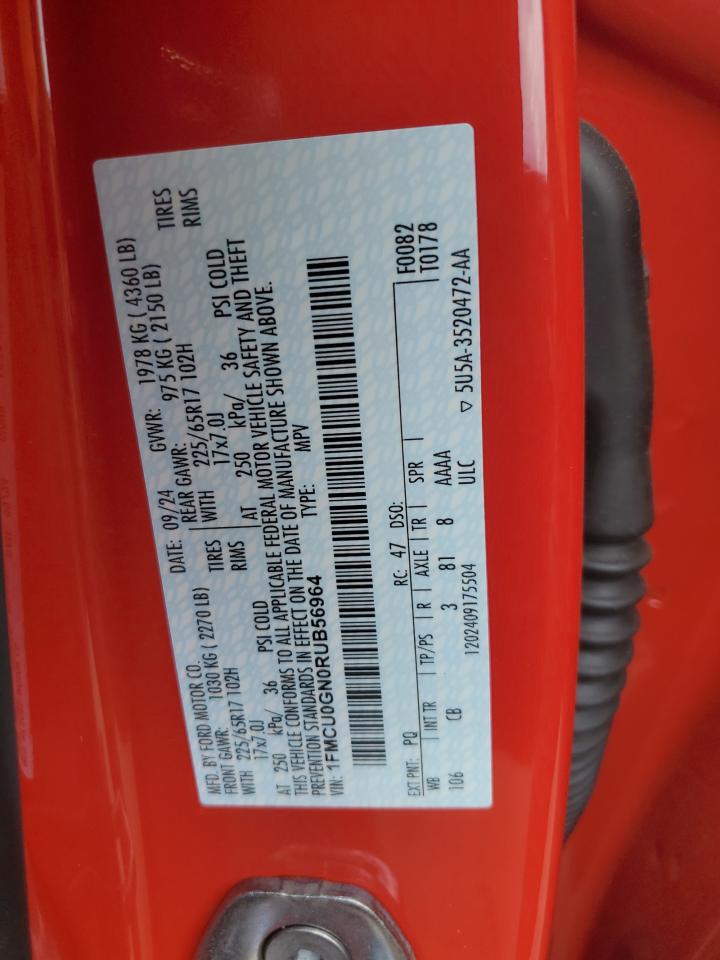 MFD. BY FORD MOTOR CO. DATE: 09/24 GVWR: 1978 KG ( 4360 LB)
FRONT GAWR: 1030 KG ( 2270 LB) REAR GAWR: 975 KG ( 2150 LB)
WITH 225/65R17 102H TIRES WITH 225/65R17 102H TIRES
17x7.0J RIMS 17x7.0J RIMS
AT 250 kPa/ 36 PSI COLD AT 250 kPa/ 36 PSI COLD
THIS VEHICLE CONFORMS TO ALL APPLICABLE FEDERAL MOTOR VEHICLE SAFETY AND THEFT
PREVENTION STANDARDS IN EFFECT ON THE DATE OF MANUFACTURE SHOWN ABOVE.
VIN: 1FMCU0GN0RUB56964 TYPE: MPV
F0082
EXT PNT: PQ RC: 47 DSO: T0178
WB INT TR TP/PS R AXLE TR SPR
106 CB 3 81 8 AAAA
1202409175504 ULC ▽ 5U5A-3520472-AA